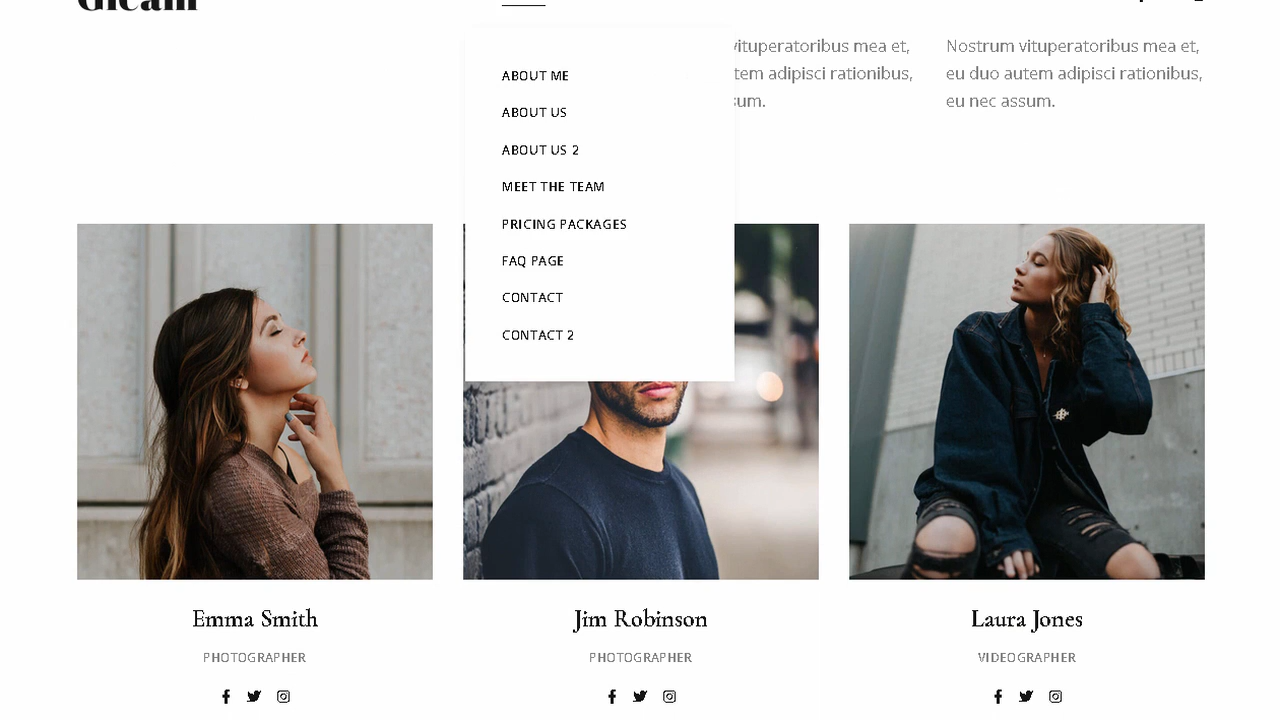 vituperatoribus mea et,
tem adipisci rationibus,
sum.
Nostrum vituperatoribus mea et,
eu duo autem adipisci rationibus,
eu nec assum.
ABOUT ME
ABOUT US
ABOUT US 2
MEET THE TEAM
PRICING PACKAGES
FAQ PAGE
CONTACT
CONTACT 2
Emma Smith
PHOTOGRAPHER
Jim Robinson
PHOTOGRAPHER
Laura Jones
VIDEOGRAPHER